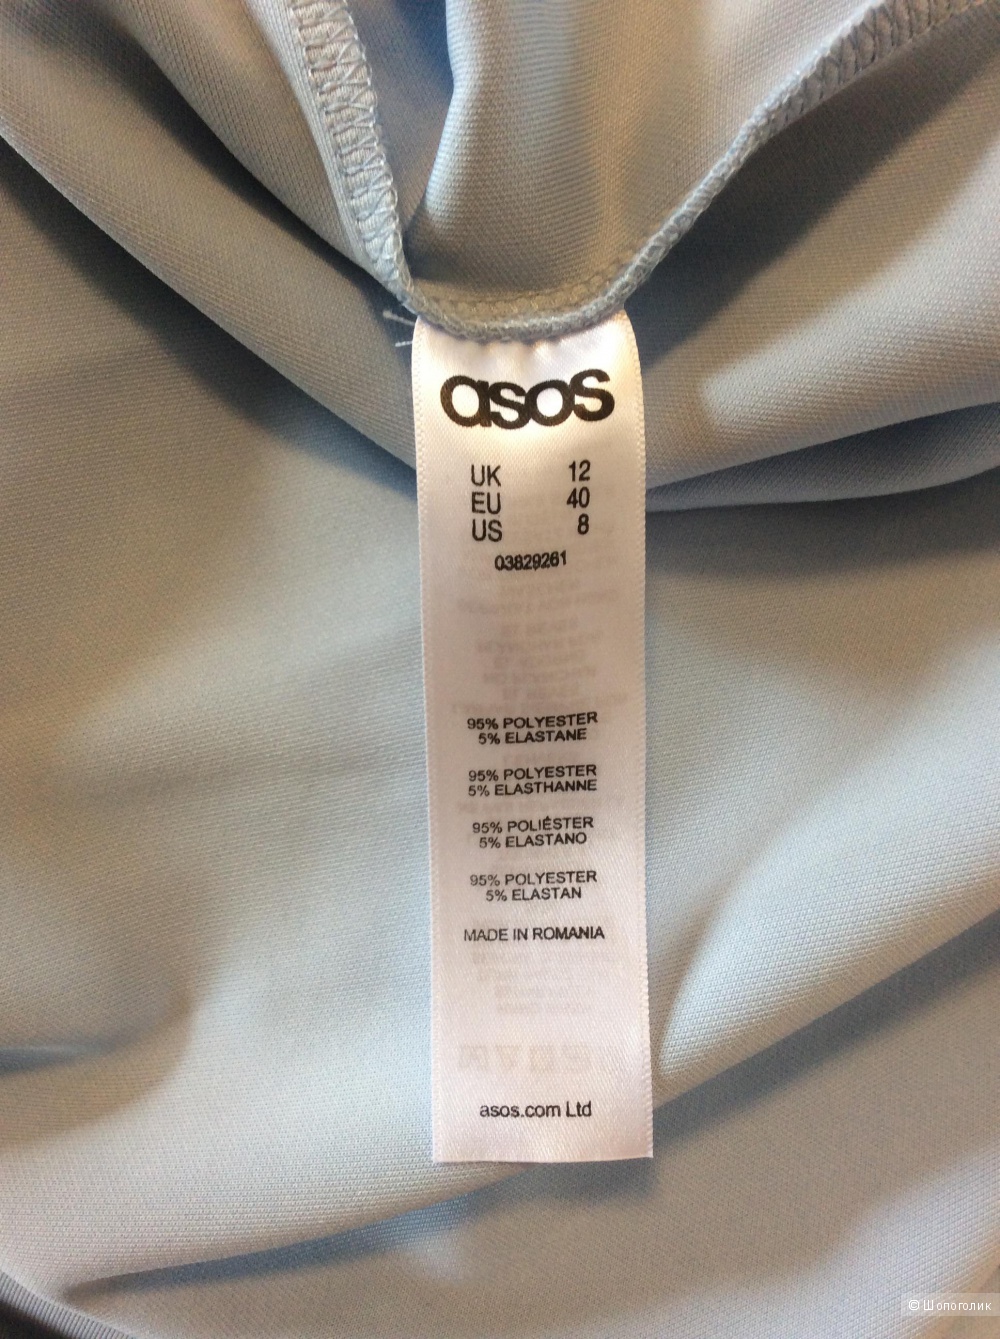 asos
UK 12
EU 40
US 8
03829261
95% POLYESTER
5% ELASTANE
95% POLYESTER
5% ELASTHANNE
95% POLIÉSTER
5% ELASTANO
95% POLYESTER
5% ELASTAN
MADE IN ROMANIA
asos.com Ltd
© Шопоголик